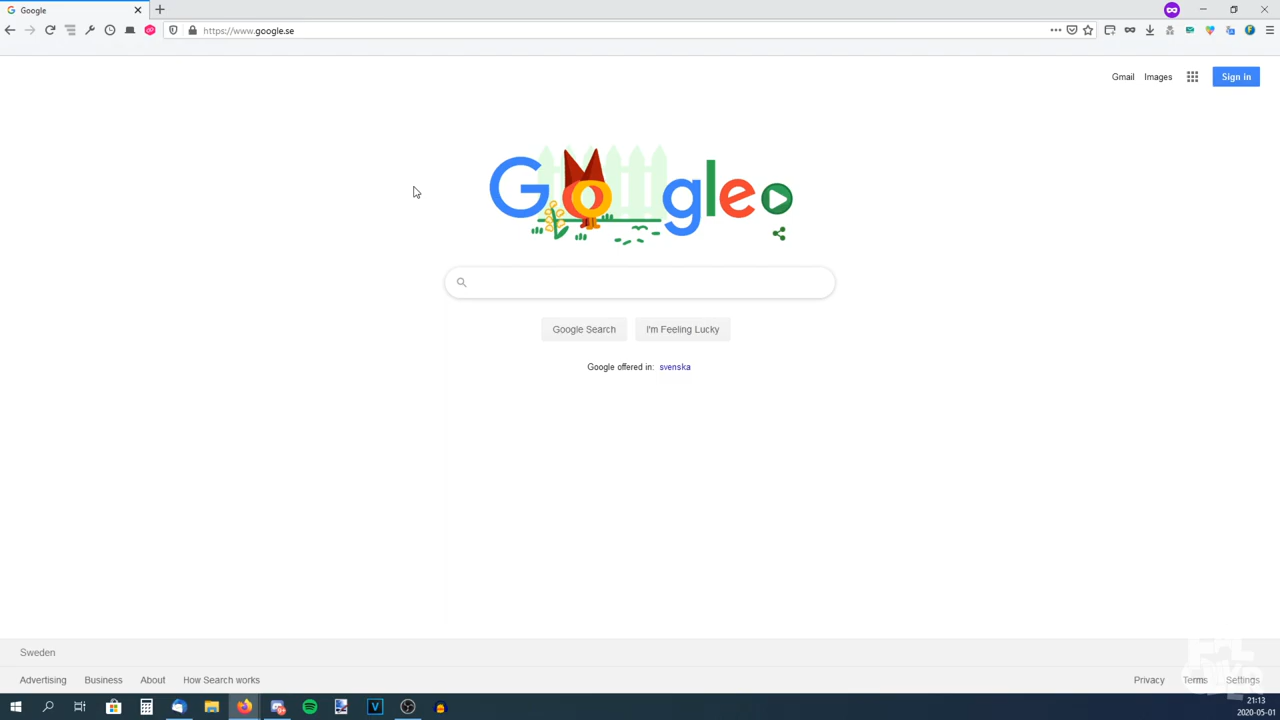 Google
https://www.google.se
Gmail Images Sign in
Google
Google Search I'm Feeling Lucky
Google offered in: svenska
Sweden
Advertising Business About How Search works Privacy Terms Settings
21:13
2020-05-01